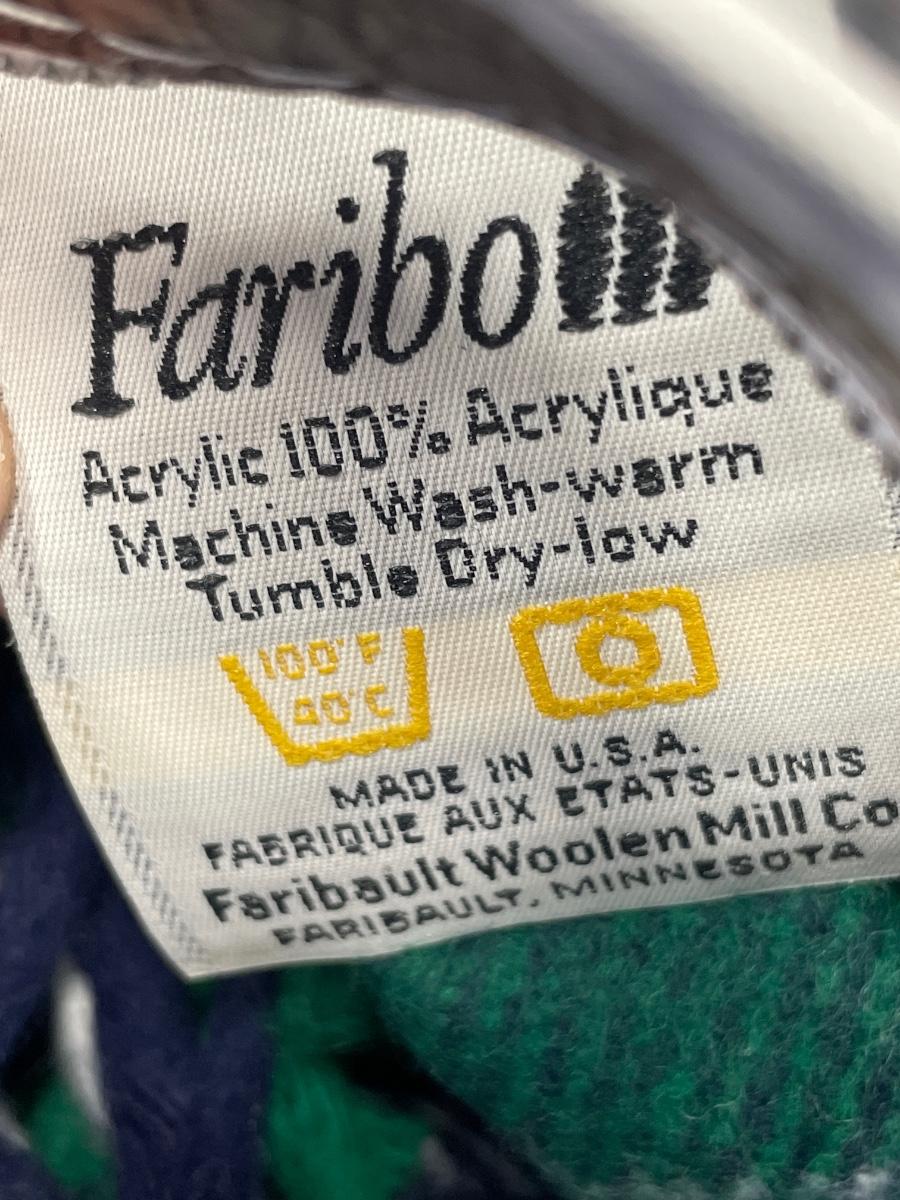 Faribo
Acrylic 100% Acrylique
Machine Wash-warm
Tumble Dry-low
100°F
40°C
MADE IN U.S.A.
FABRIQUE AUX ETATS-UNIS
Faribault Woolen Mill Co
FARIBAULT, MINNESOTA